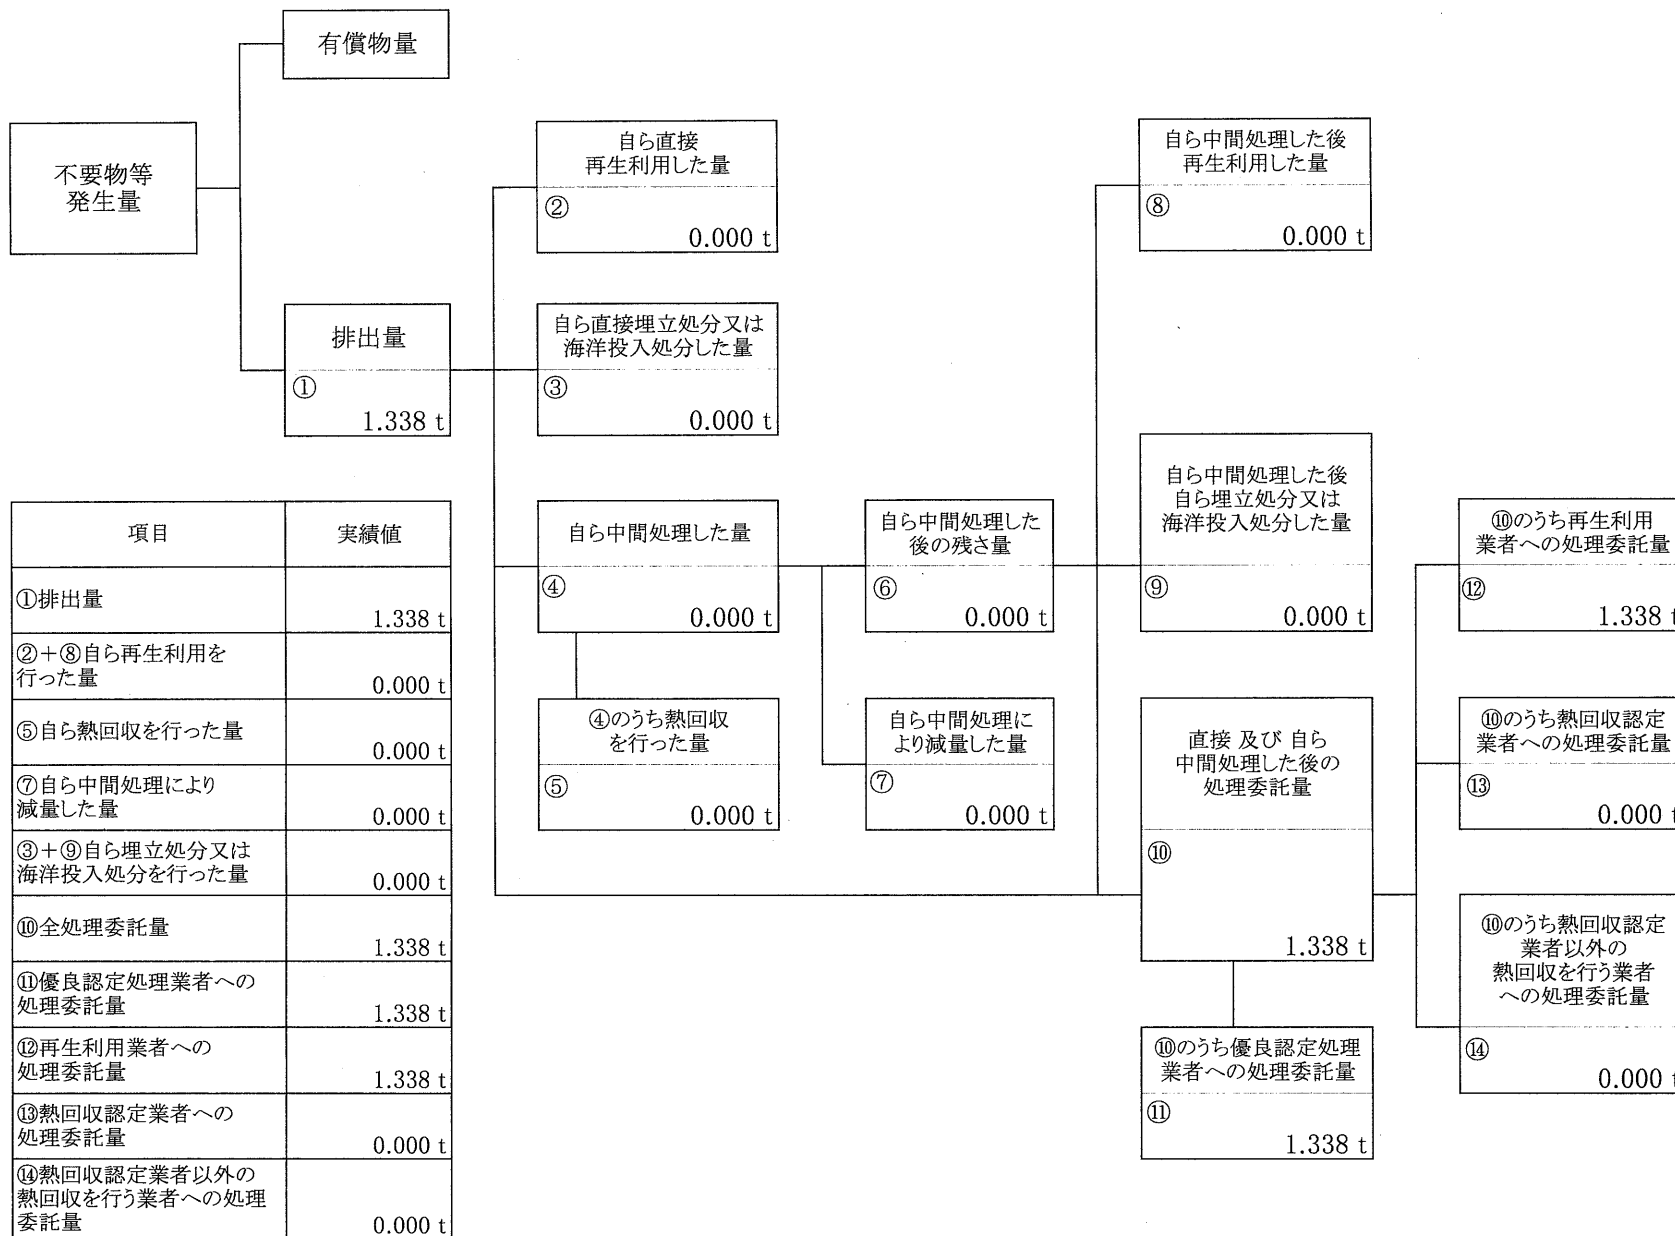 有償物量
不要物等
発生量
排出量
①
1.338 t
自ら直接
再生利用した量
②
0.000 t
自ら直接埋立処分又は
海洋投入処分した量
③
0.000 t
自ら中間処理した量
④
0.000 t
④のうち熱回収
を行った量
⑤
0.000 t
自ら中間処理した
後の残さ量
⑥
0.000 t
自ら中間処理に
より減量した量
⑦
0.000 t
自ら中間処理した後
再生利用した量
⑧
0.000 t
自ら中間処理した後
自ら埋立処分又は
海洋投入処分した量
⑨
0.000 t
直接 及び 自ら
中間処理した後の
処理委託量
⑩
1.338 t
⑩のうち優良認定処理
業者への処理委託量
⑪
1.338 t
⑩のうち再生利用
業者への処理委託量
⑫
1.338 t
⑩のうち熱回収認定
業者への処理委託量
⑬
0.000 t
⑩のうち熱回収認定
業者以外の
熱回収を行う業者
への処理委託量
⑭
0.000 t
項目 実績値
①排出量
1.338 t
②+⑧自ら再生利用を
行った量
0.000 t
⑤自ら熱回収を行った量
0.000 t
⑦自ら中間処理により
減量した量
0.000 t
③+⑨自ら埋立処分又は
海洋投入処分を行った量
0.000 t
⑩全処理委託量
1.338 t
⑪優良認定処理業者への
処理委託量
1.338 t
⑫再生利用業者への
処理委託量
1.338 t
⑬熱回収認定業者への
処理委託量
0.000 t
⑭熱回収認定業者以外の
熱回収を行う業者への処理
委託量
0.000 t